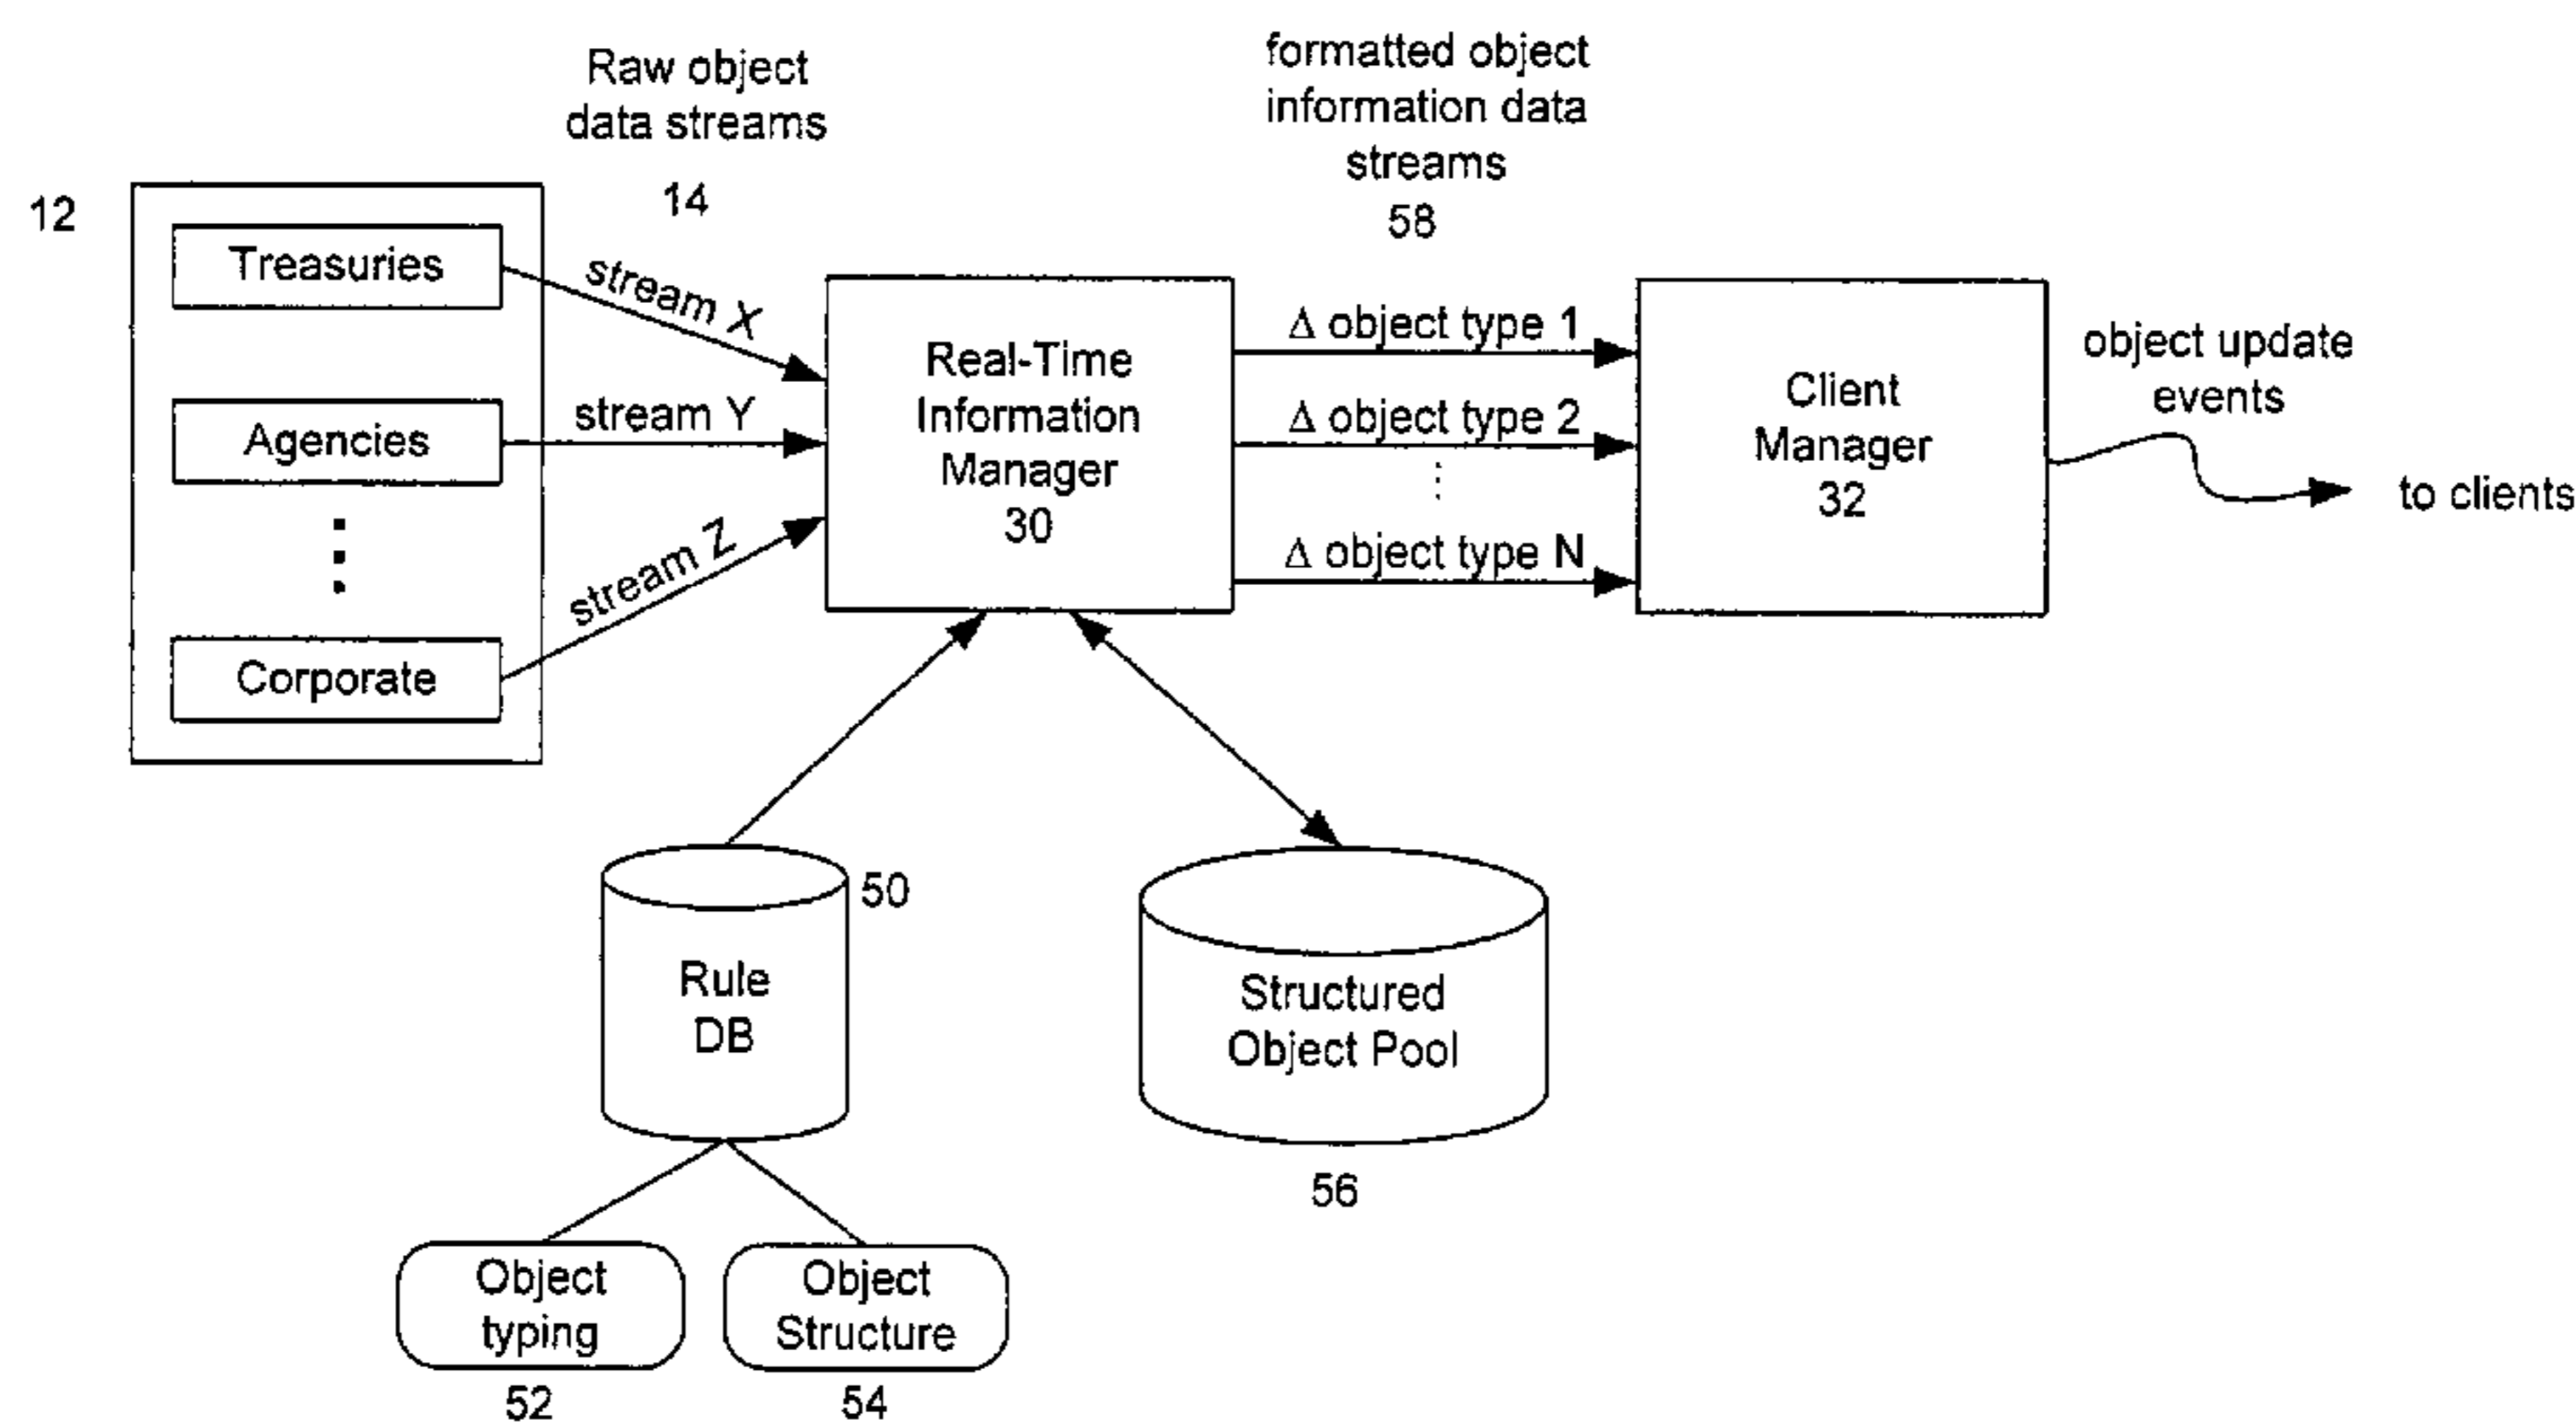 Raw object
data streams
14
formatted object
information data
streams
58
12
Treasuries
Agencies
Corporate
stream X
stream Y
stream Z
Real-Time
Information
Manager
30
Δ object type 1
Δ object type 2
Δ object type N
Client
Manager
32
object update
events
to clients
50
Rule
DB
Structured
Object Pool
56
Object
typing
52
Object
Structure
54